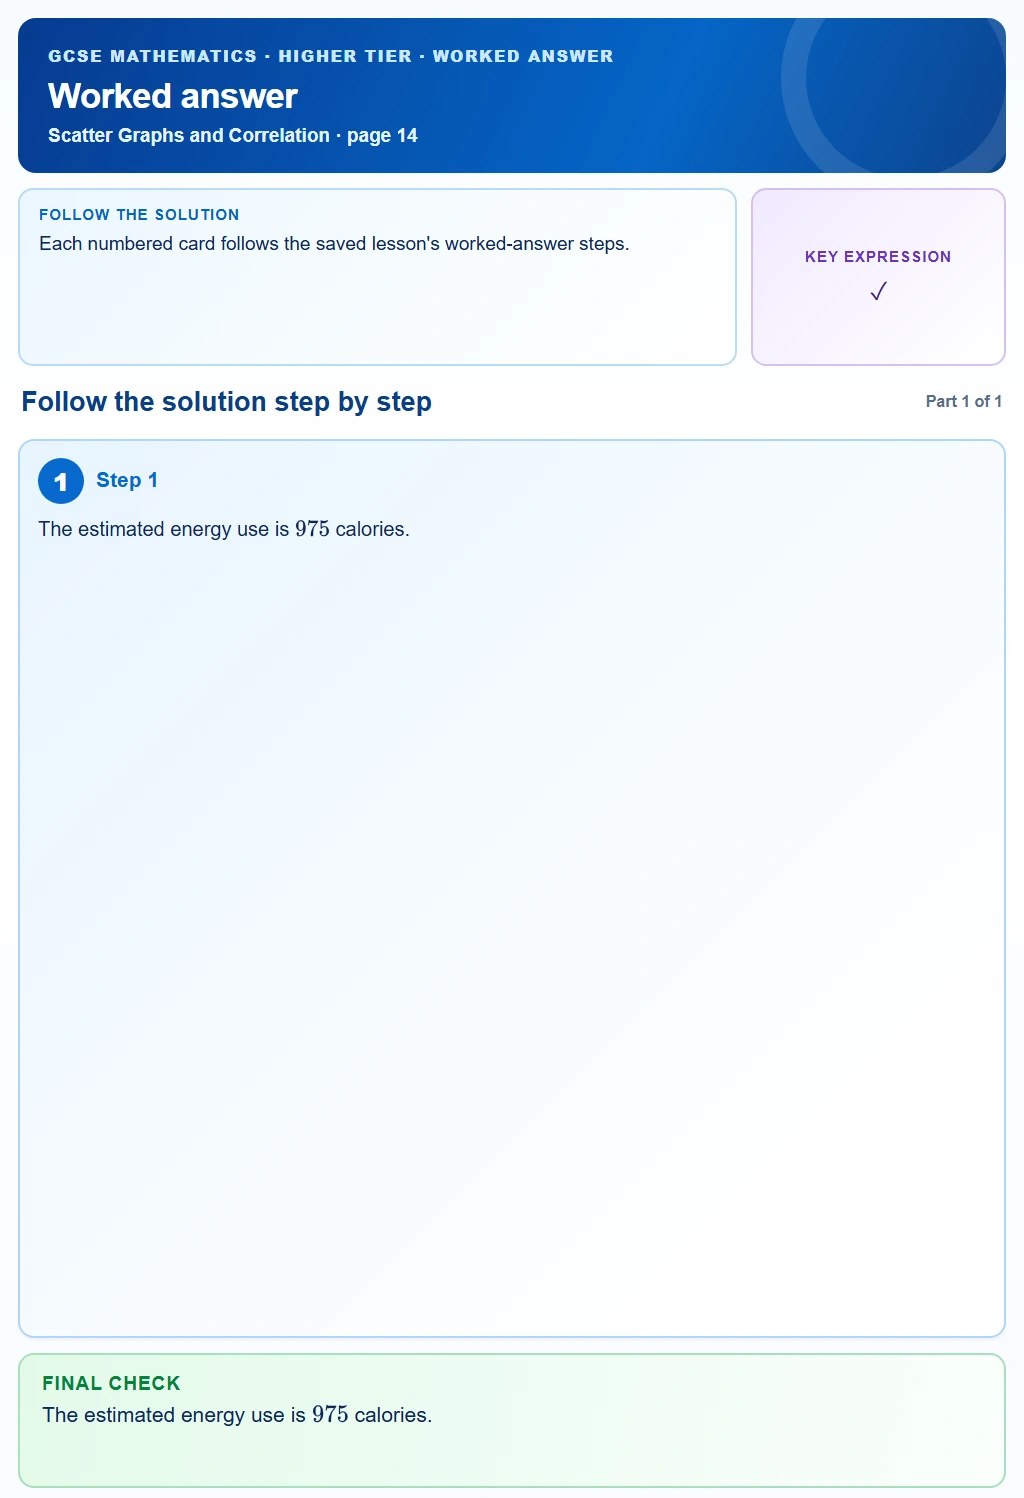 GCSE MATHEMATICS · HIGHER TIER · WORKED ANSWER
Worked answer
Scatter Graphs and Correlation · page 14
FOLLOW THE SOLUTION
Each numbered card follows the saved lesson's worked-answer steps.
KEY EXPRESSION
✓
Follow the solution step by step
Part 1 of 1
1 Step 1
The estimated energy use is 975 calories.
FINAL CHECK
The estimated energy use is 975 calories.